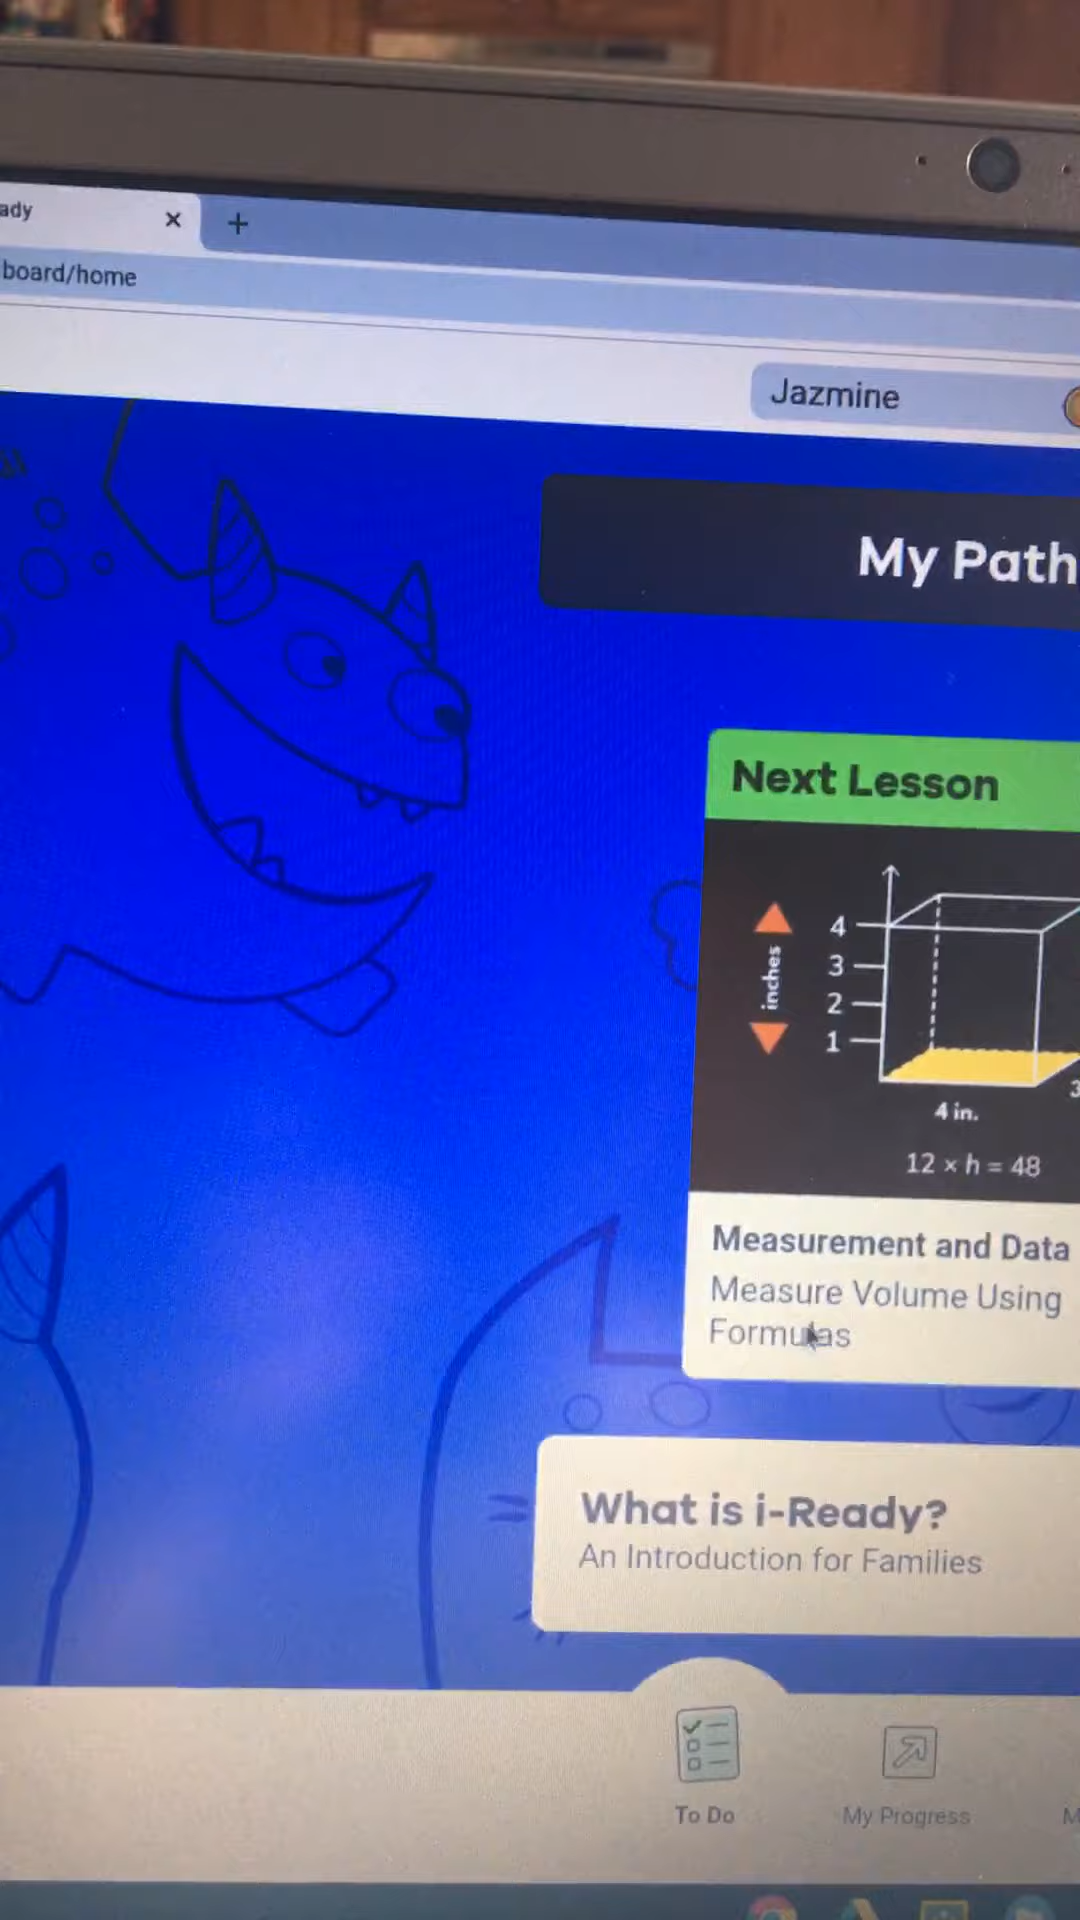 ady
board/home
Jazmine
My Path
Next Lesson
4
3
2
1
inches
4 in.
3
12 × h = 48
Measurement and Data
Measure Volume Using
Formulas
What is i-Ready?
An Introduction for Families
To Do
My Progress
M